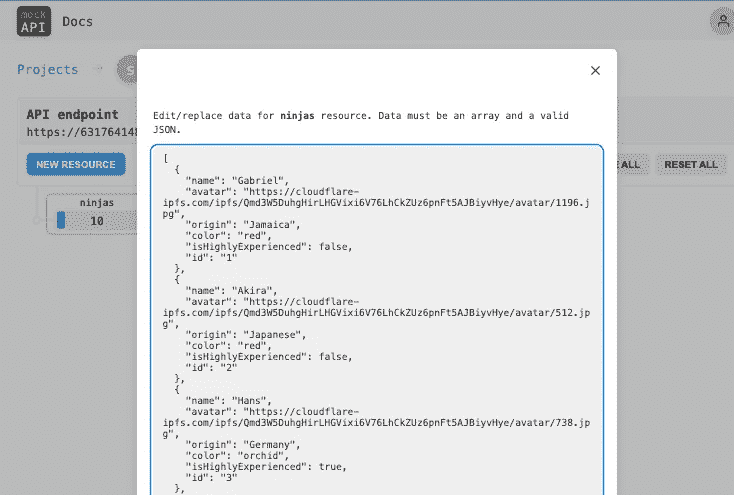 mock
API Docs
Projects
S
API endpoint
https://63176414
NEW RESOURCE
ALL
RESET ALL
ninjas
10
Edit/replace data for ninjas resource. Data must be an array and a valid
JSON.
[
{
"name": "Gabriel",
"avatar": "https://cloudflare-
ipfs.com/ipfs/Qmd3W5DuhgHirLHGVixi6V76LhCkZUz6pnFt5AJBiyvHye/avatar/1196.j
pg",
"origin": "Jamaica",
"color": "red",
"isHighlyExperienced": false,
"id": "1"
},
{
"name": "Akira",
"avatar": "https://cloudflare-
ipfs.com/ipfs/Qmd3W5DuhgHirLHGVixi6V76LhCkZUz6pnFt5AJBiyvHye/avatar/512.jp
g",
"origin": "Japanese",
"color": "red",
"isHighlyExperienced": false,
"id": "2"
},
{
"name": "Hans",
"avatar": "https://cloudflare-
ipfs.com/ipfs/Qmd3W5DuhgHirLHGVixi6V76LhCkZUz6pnFt5AJBiyvHye/avatar/738.jp
g",
"origin": "Germany",
"color": "orchid",
"isHighlyExperienced": true,
"id": "3"
},